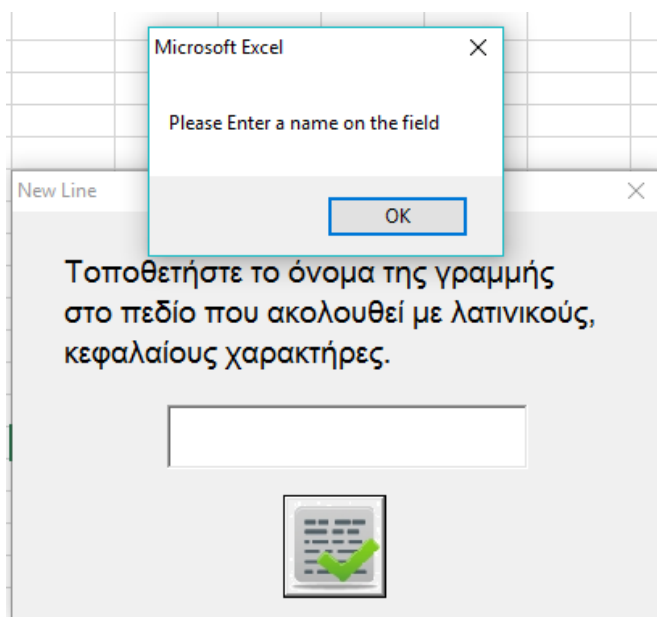 Microsoft Excel
Please Enter a name on the field
OK
New Line
Τοποθετήστε το όνομα της γραμμής
στο πεδίο που ακολουθεί με λατινικούς,
κεφαλαίους χαρακτήρες.